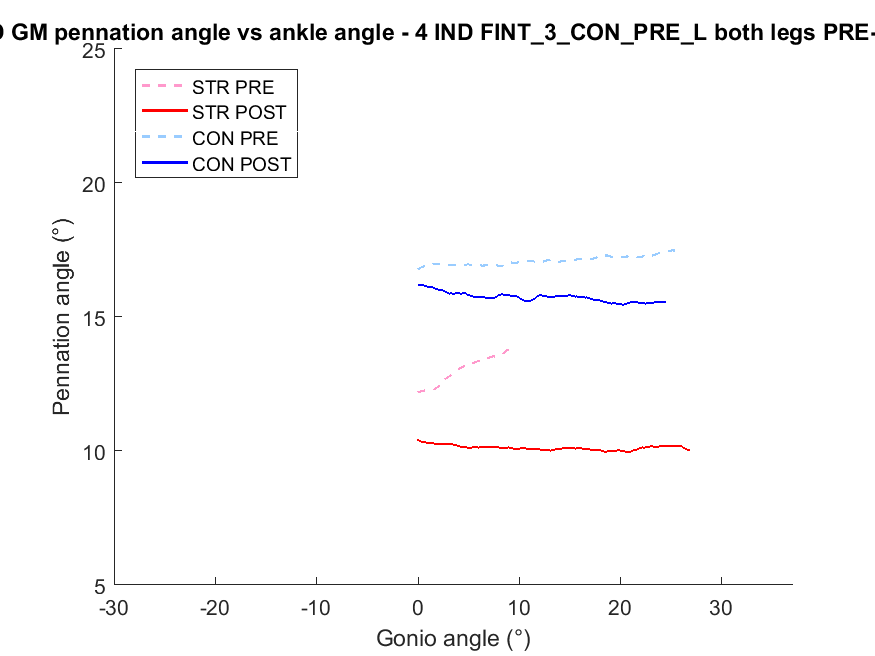 GM pennation angle vs ankle angle - 4 IND FINT_3_CON_PRE_L both legs PRE-
25
20
15
10
5
Pennation angle (°)
STR PRE
STR POST
CON PRE
CON POST
-30
-20
-10
0
10
20
30
Gonio angle (°)